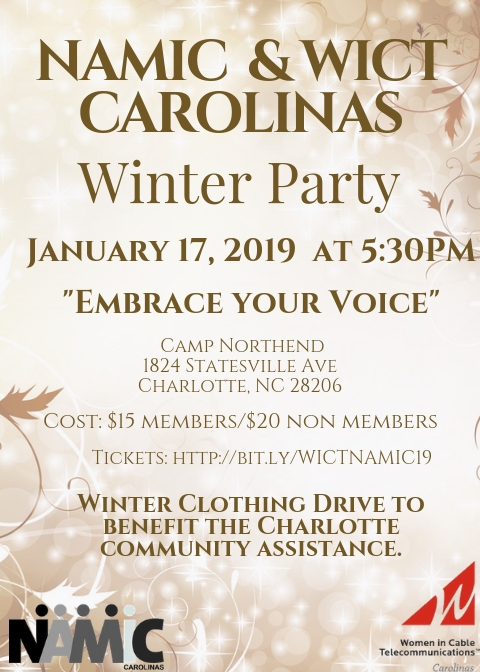 NAMIC & WICT
CAROLINAS
Winter Party
January 17, 2019 at 5:30PM
"Embrace your Voice"
Camp Northend
1824 Statesville Ave
Charlotte, NC 28206
Cost: $15 members/$20 non members
Tickets: http://bit.ly/WICTNAMIC19
Winter Clothing Drive to
benefit the Charlotte
community assistance.
NAMIC
CAROLINAS
Women in Cable
Telecommunications™
Carolinas